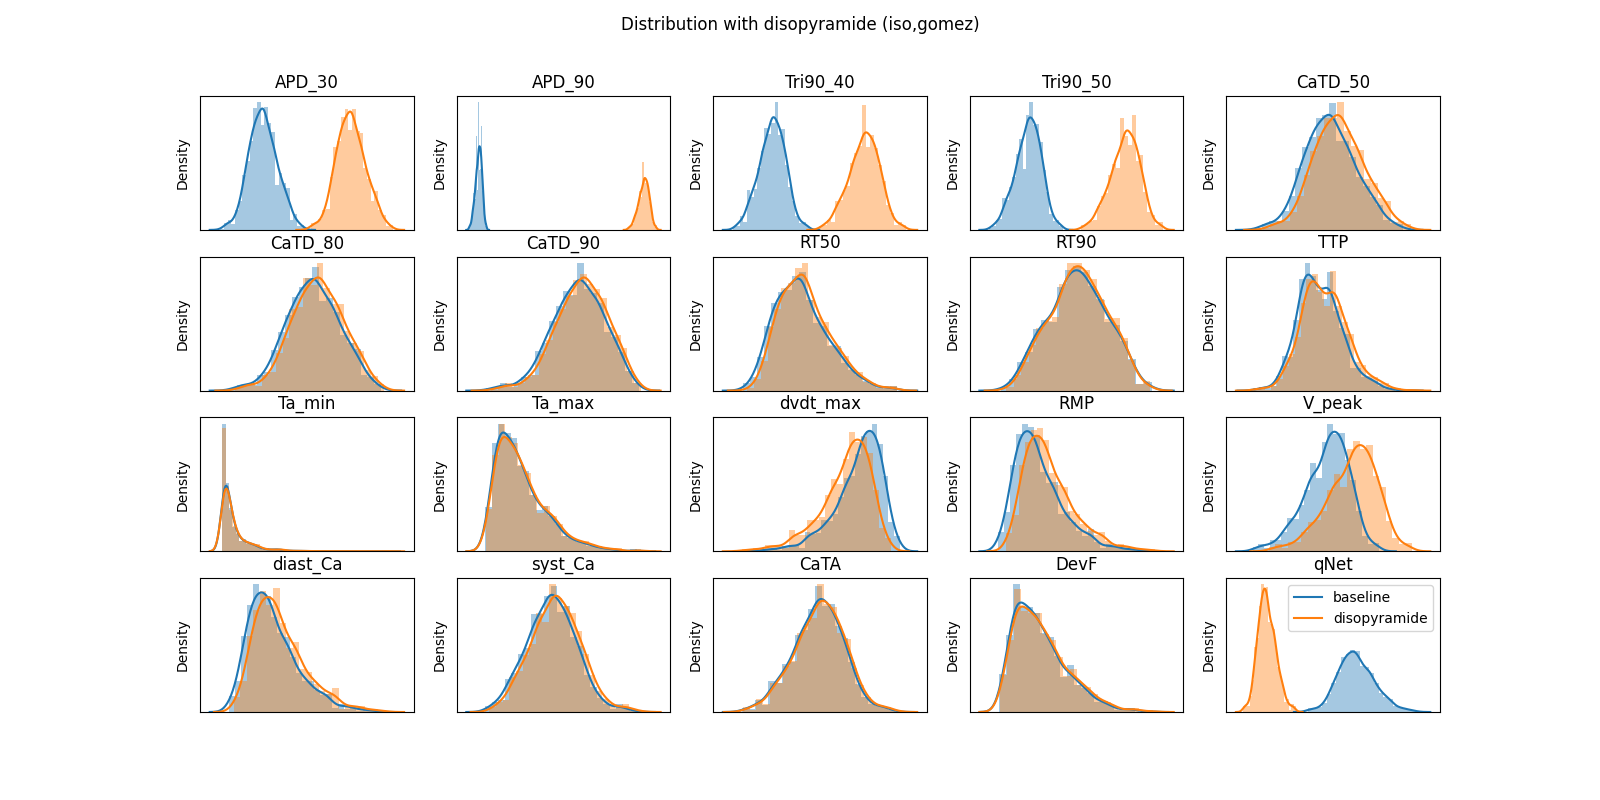 Distribution with disopyramide (iso,gomez)
APD_30
APD_90
Tri90_40
Tri90_50
CaTD_50
Density
Density
Density
Density
Density
CaTD_80
CaTD_90
RT50
RT90
TTP
Density
Density
Density
Density
Density
Ta_min
Ta_max
dvdt_max
RMP
V_peak
Density
Density
Density
Density
Density
diast_Ca
syst_Ca
CaTA
DevF
qNet
Density
Density
Density
Density
Density
baseline
disopyramide